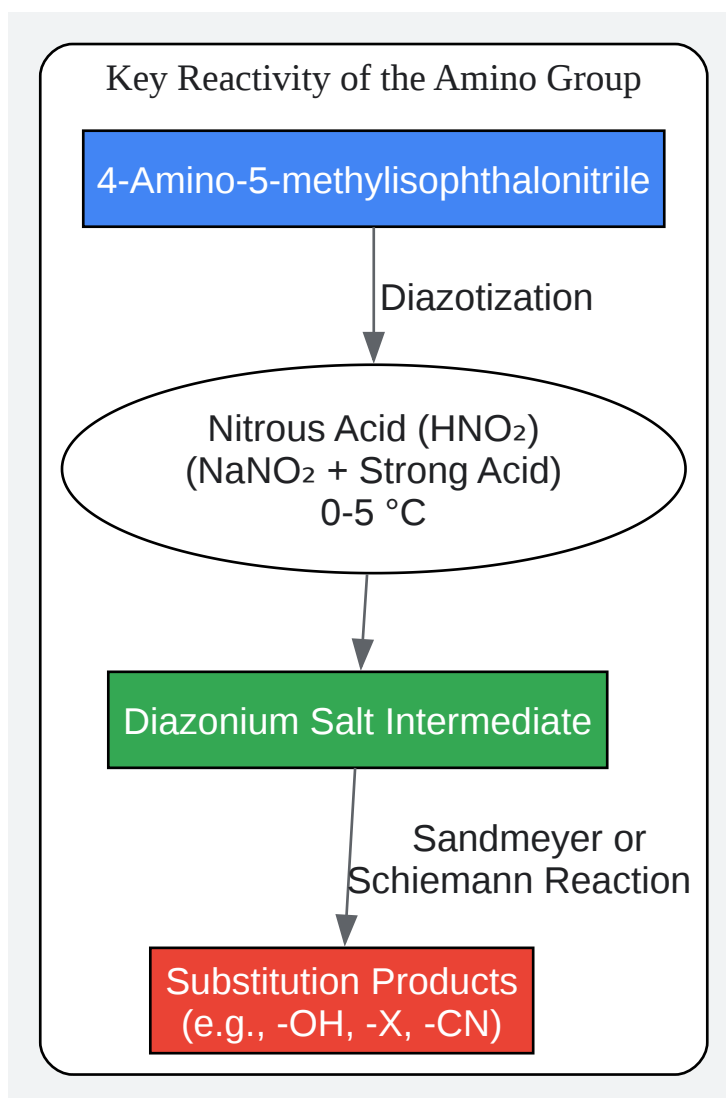 Key Reactivity of the Amino Group
4-Amino-5-methylisophthalonitrile
Diazotization
Nitrous Acid (HNO₂)
(NaNO₂ + Strong Acid)
0-5 °C
Diazonium Salt Intermediate
Sandmeyer or
Schiemann Reaction
Substitution Products
(e.g., -OH, -X, -CN)